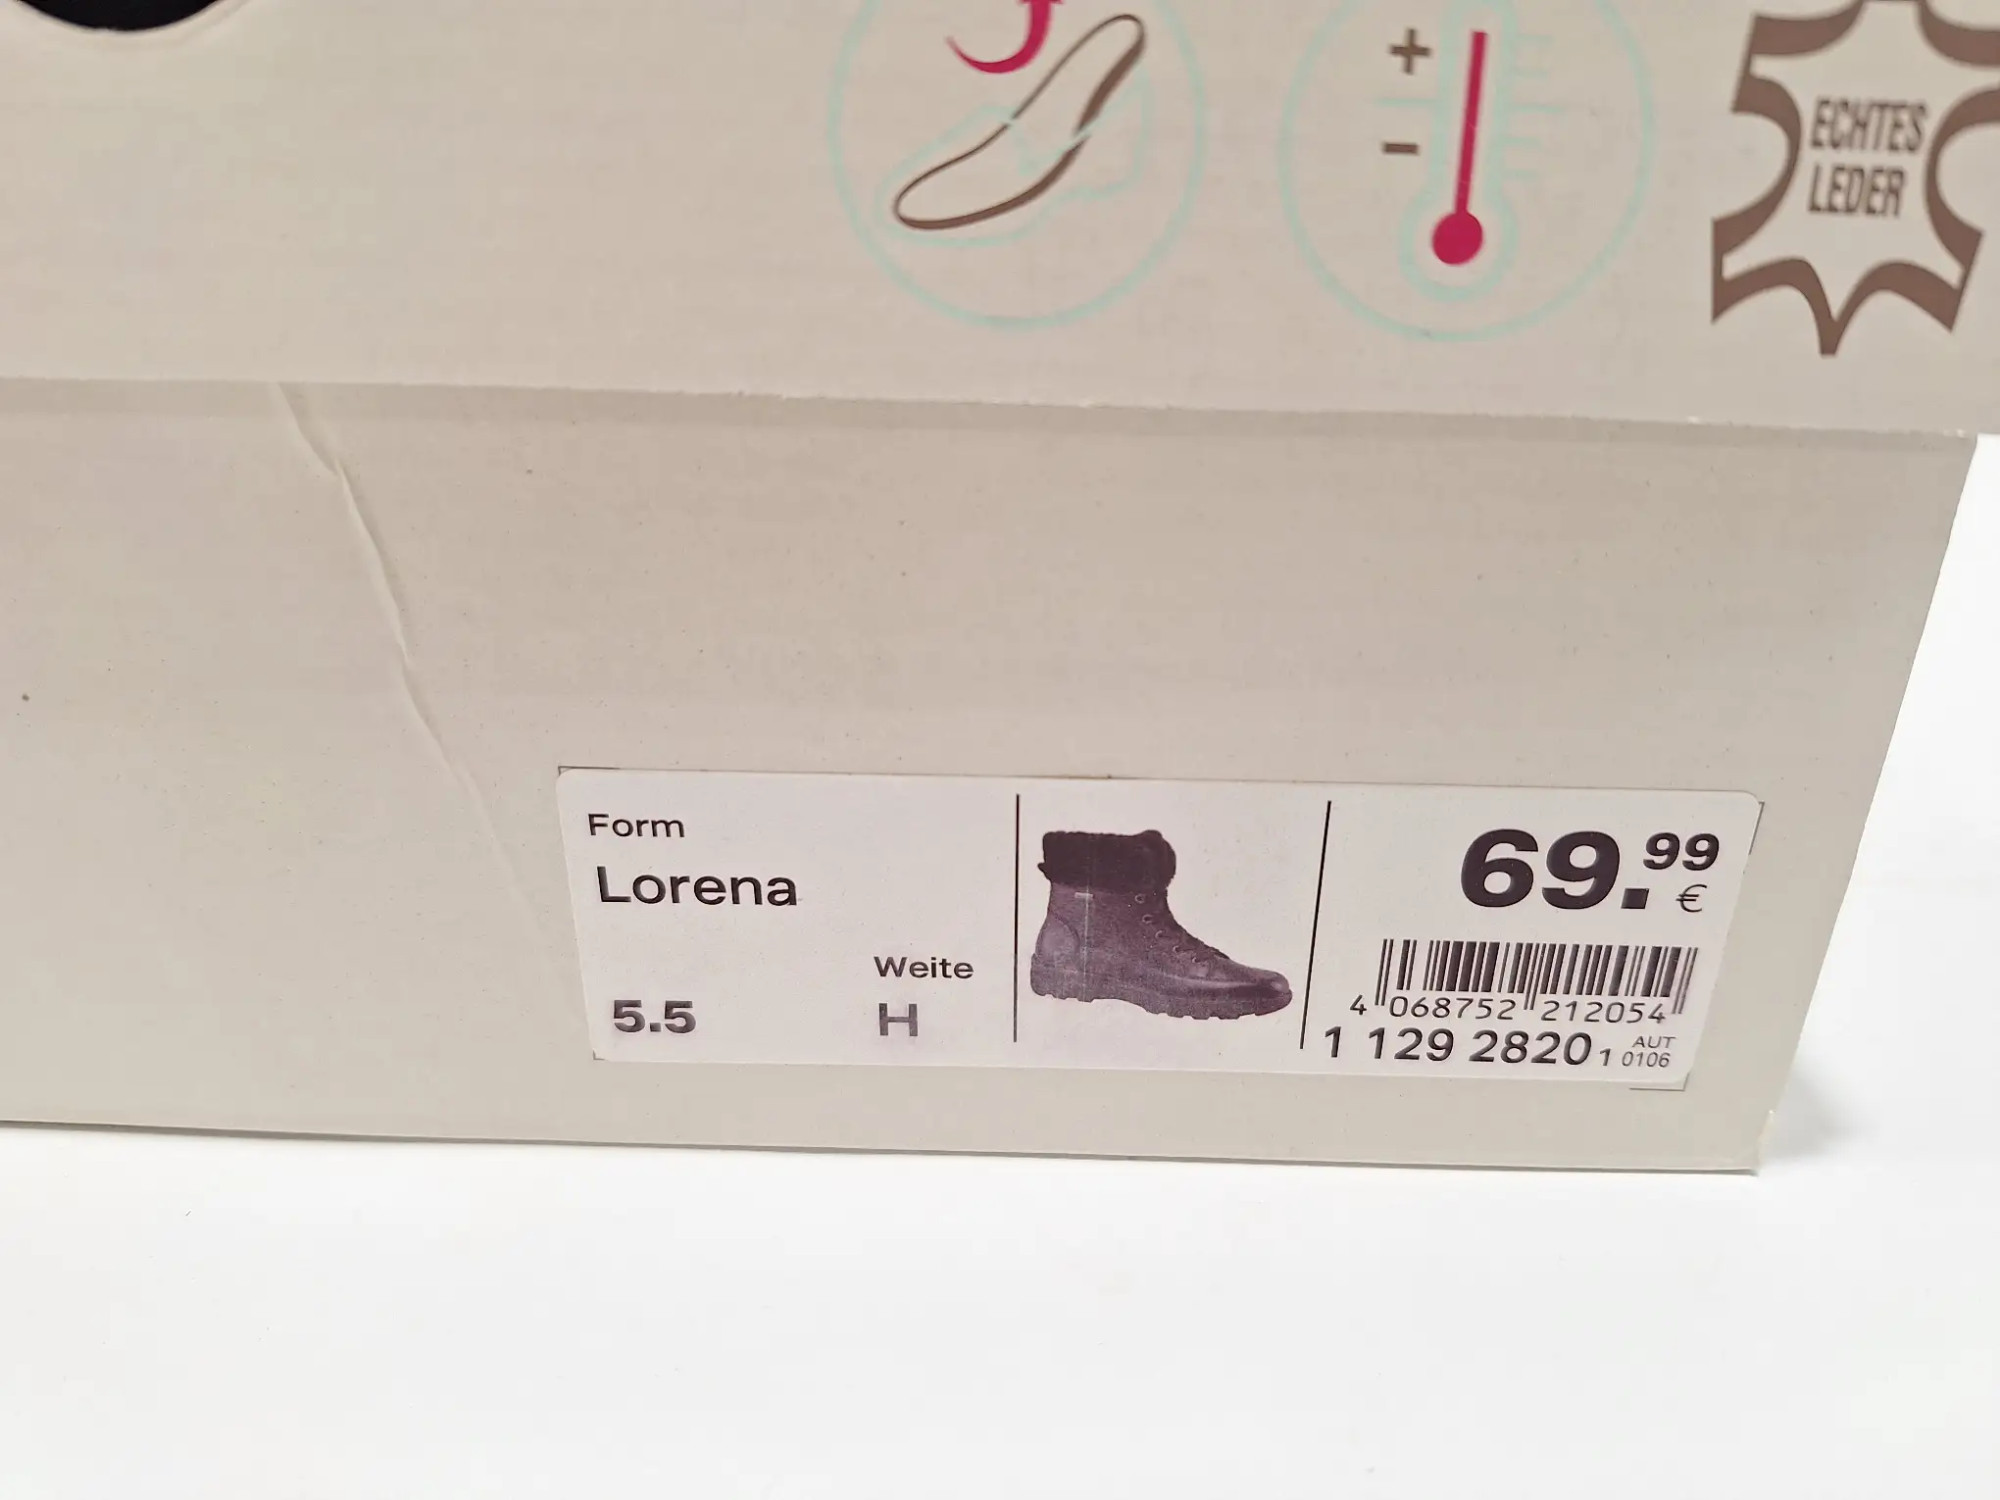 +
-
ECHTES
LEDER
Form
Lorena
5.5
Weite
H
69.99
€
4 068752 212054
1 129 2820 1
AUT
0106